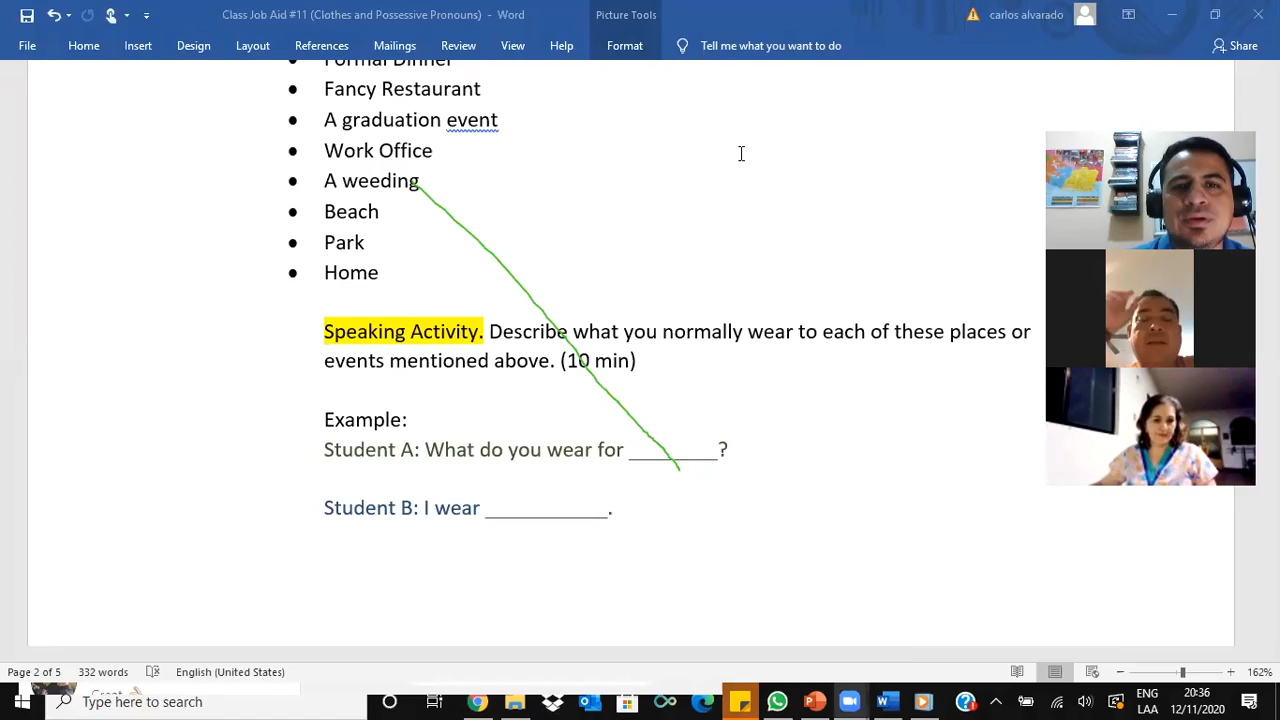 Class Job Aid #11 (Clothes and Possessive Pronouns) - Word
Picture Tools
carlos alvarado
File Home Insert Design Layout References Mailings Review View Help Format Tell me what you want to do Share
• Formal Dinner
• Fancy Restaurant
• A graduation event
• Work Office
• A weeding
• Beach
• Park
• Home
Speaking Activity. Describe what you normally wear to each of these places or
events mentioned above. (10 min)
Example:
Student A: What do you wear for ________?
Student B: I wear ___________.
Page 2 of 5 332 words English (United States) 162%
Type here to search
ENG 20:36
LAA 12/11/2020